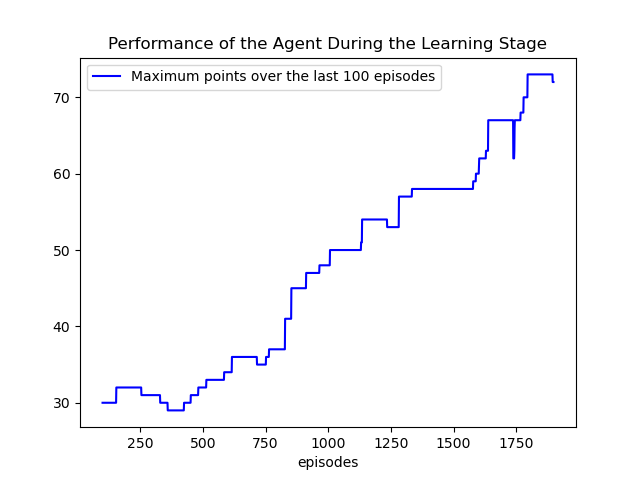 Performance of the Agent During the Learning Stage
Maximum points over the last 100 episodes
70
60
50
40
30
250 500 750 1000 1250 1500 1750
episodes